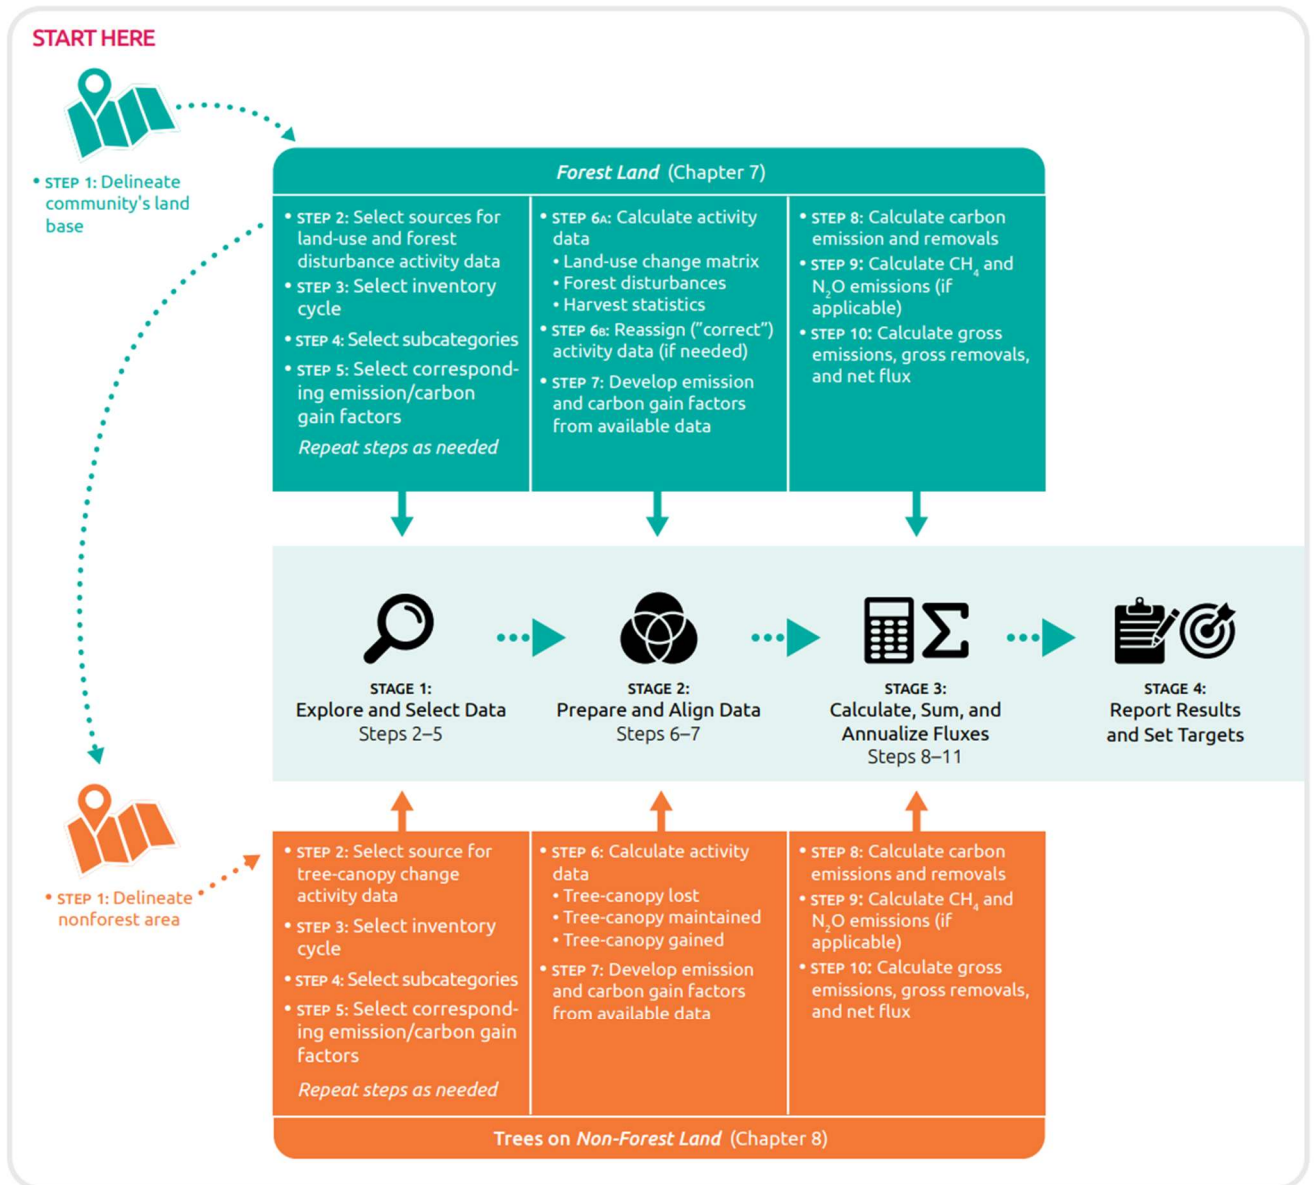 START HERE
• STEP 1: Delineate
community's land
base
Forest Land (Chapter 7)
• STEP 2: Select sources for
land-use and forest
disturbance activity data
• STEP 3: Select inventory
cycle
• STEP 4: Select subcategories
• STEP 5: Select correspond-
ing emission/carbon
gain factors
Repeat steps as needed
• STEP 6A: Calculate activity
data
• Land-use change matrix
• Forest disturbances
• Harvest statistics
• STEP 6B: Reassign ("correct")
activity data (if needed)
• STEP 7: Develop emission
and carbon gain factors
from available data
• STEP 8: Calculate carbon
emission and removals
• STEP 9: Calculate CH₄ and
N₂O emissions (if
applicable)
• STEP 10: Calculate gross
emissions, gross removals,
and net flux
STAGE 1:
Explore and Select Data
Steps 2–5
STAGE 2:
Prepare and Align Data
Steps 6–7
Σ
STAGE 3:
Calculate, Sum, and
Annualize Fluxes
Steps 8–11
STAGE 4:
Report Results
and Set Targets
• STEP 1: Delineate
nonforest area
• STEP 2: Select source for
tree-canopy change
activity data
• STEP 3: Select inventory
cycle
• STEP 4: Select subcategories
• STEP 5: Select correspond-
ing emission/carbon gain
factors
Repeat steps as needed
• STEP 6: Calculate activity
data
• Tree-canopy lost
• Tree-canopy maintained
• Tree-canopy gained
• STEP 7: Develop emission
and carbon gain factors
from available data
• STEP 8: Calculate carbon
emissions and removals
• STEP 9: Calculate CH₄ and
N₂O emissions (if
applicable)
• STEP 10: Calculate gross
emissions, gross removals,
and net flux
Trees on Non-Forest Land (Chapter 8)